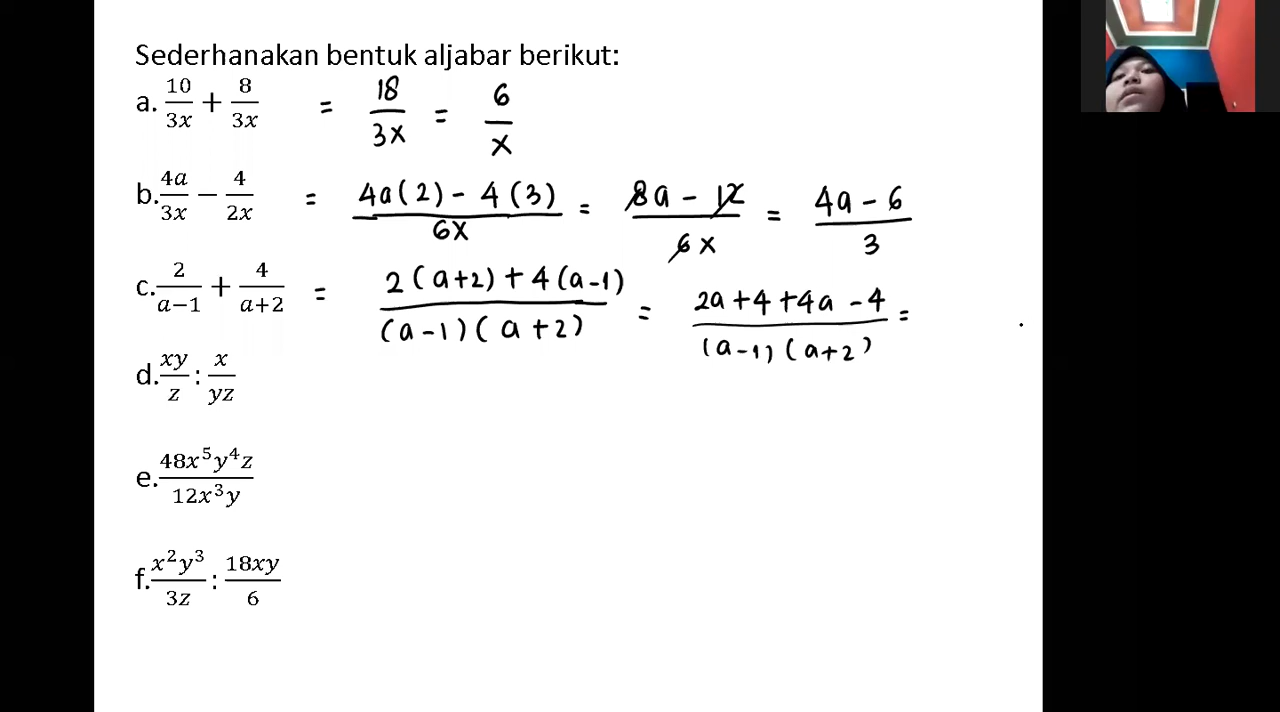 Sederhanakan bentuk aljabar berikut:
a. 10/3x + 8/3x = 18/3x = 6/x
b. 4a/3x − 4/2x = 4a(2) - 4(3)/6x = 8a - 12/6x = 4a - 6/3
c. 2/a−1 + 4/a+2 = 2(a+2) + 4(a-1)/(a-1)(a+2) = 2a+4+4a-4/(a-1)(a+2) =
d. xy/z : x/yz
e. 48x⁵y⁴z/12x³y
f. x²y³/3z : 18xy/6